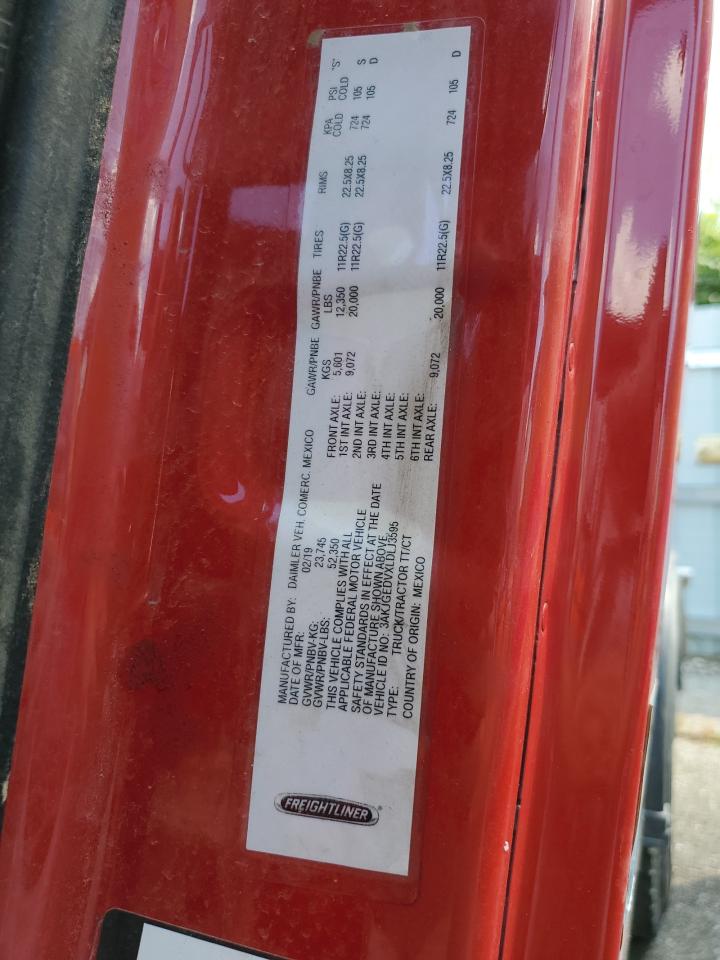 FREIGHTLINER
MANUFACTURED BY: DAIMLER VEH. COMERC. MEXICO
DATE OF MFR: 02/19
GVWR/PNBV-KG: 23,745
GVWR/PNBV-LBS: 52,350
THIS VEHICLE COMPLIES WITH ALL
APPLICABLE FEDERAL MOTOR VEHICLE
SAFETY STANDARDS IN EFFECT AT THE DATE
OF MANUFACTURE SHOWN ABOVE
VEHICLE ID NO: 3AKJGEDVXLDLJ3595
TYPE: TRUCK/TRACTOR TT/CT
COUNTRY OF ORIGIN: MEXICO
GAWR/PNBE GAWR/PNBE TIRES RIMS KPA PSI "S"
KGS LBS COLD COLD
FRONT AXLE: 5,601 12,350 11R22.5(G) 22.5X8.25 724 105 S
1ST INT AXLE: 9,072 20,000 11R22.5(G) 22.5X8.25 724 105 D
2ND INT AXLE:
3RD INT AXLE:
4TH INT AXLE:
5TH INT AXLE:
6TH INT AXLE:
REAR AXLE: 9,072 20,000 11R22.5(G) 22.5X8.25 724 105 D